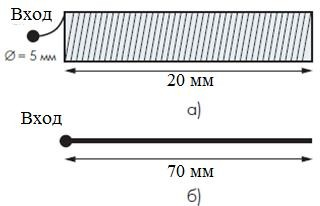 Вход
Ø = 5 мм
20 мм
а)
Вход
70 мм
б)